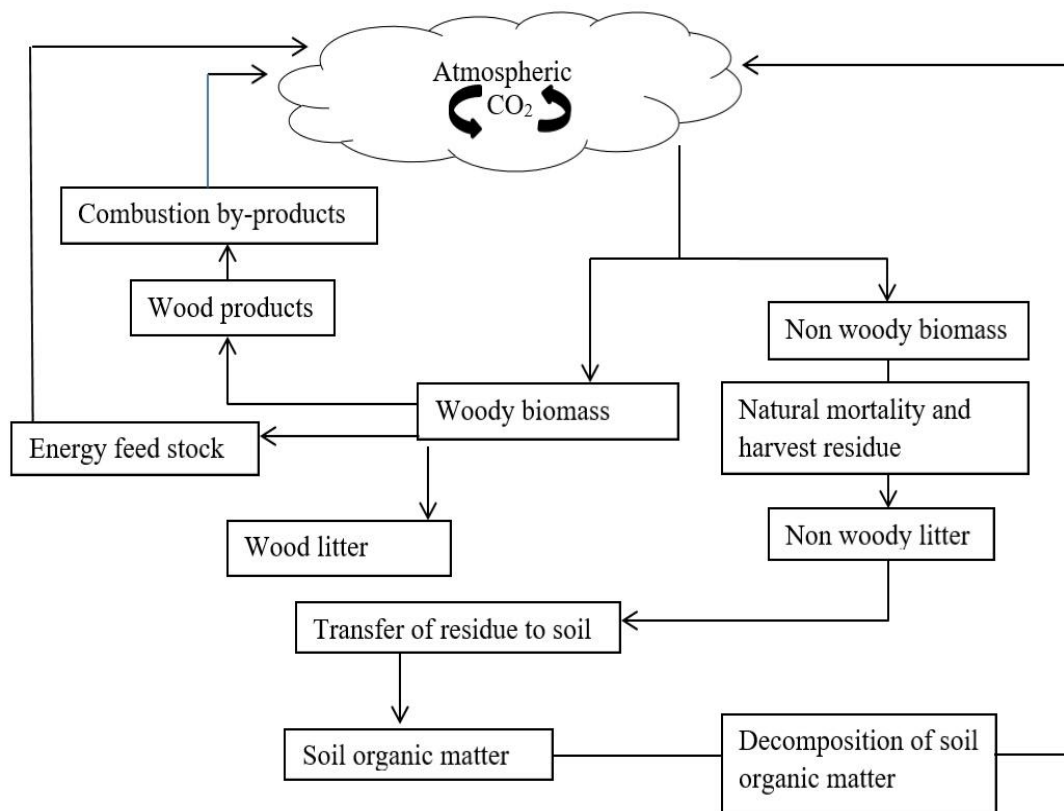 Atmospheric
CO₂
Combustion by-products
Wood products
Non woody biomass
Woody biomass
Natural mortality and
harvest residue
Energy feed stock
Wood litter
Non woody litter
Transfer of residue to soil
Soil organic matter
Decomposition of soil
organic matter